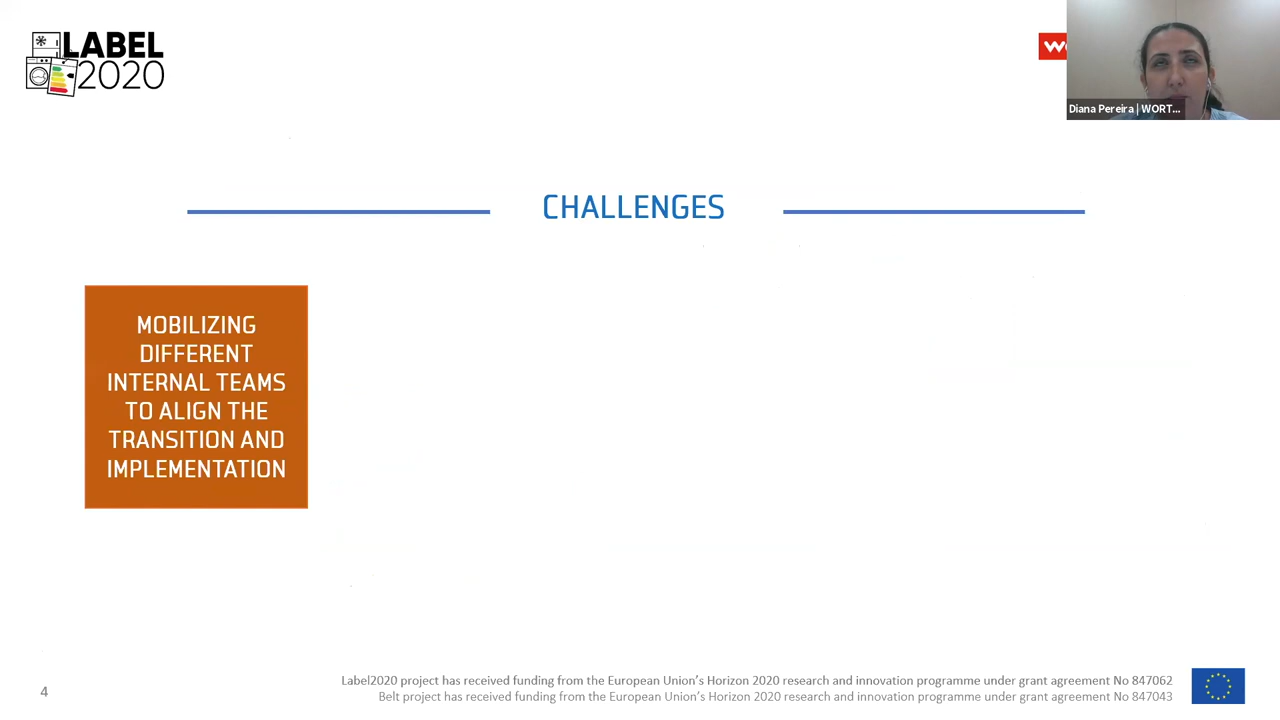 LABEL
2020
Diana Pereira | WORT...
CHALLENGES
MOBILIZING
DIFFERENT
INTERNAL TEAMS
TO ALIGN THE
TRANSITION AND
IMPLEMENTATION
4
Label2020 project has received funding from the European Union's Horizon 2020 research and innovation programme under grant agreement No 847062
Belt project has received funding from the European Union's Horizon 2020 research and innovation programme under grant agreement No 847043